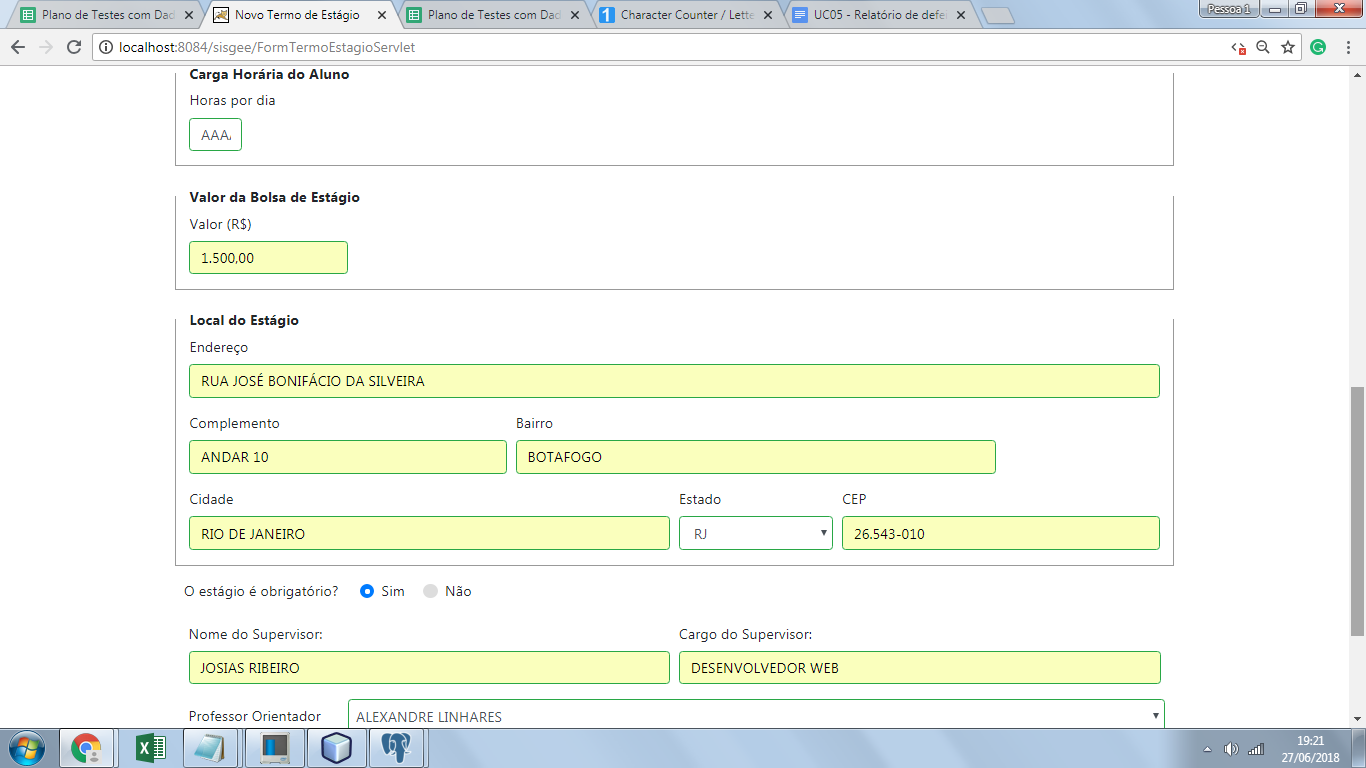 Plano de Testes com Dad
Novo Termo de Estágio
Plano de Testes com Dad
Character Counter / Lette
UC05 - Relatório de defei
Pessoa 1
localhost:8084/sisgee/FormTermoEstagioServlet
Carga Horária do Aluno
Horas por dia
AAA
Valor da Bolsa de Estágio
Valor (R$)
1.500,00
Local do Estágio
Endereço
RUA JOSÉ BONIFÁCIO DA SILVEIRA
Complemento Bairro
ANDAR 10 BOTAFOGO
Cidade Estado CEP
RIO DE JANEIRO RJ 26.543-010
O estágio é obrigatório? Sim Não
Nome do Supervisor: Cargo do Supervisor:
JOSIAS RIBEIRO DESENVOLVEDOR WEB
Professor Orientador ALEXANDRE LINHARES
19:21
27/06/2018